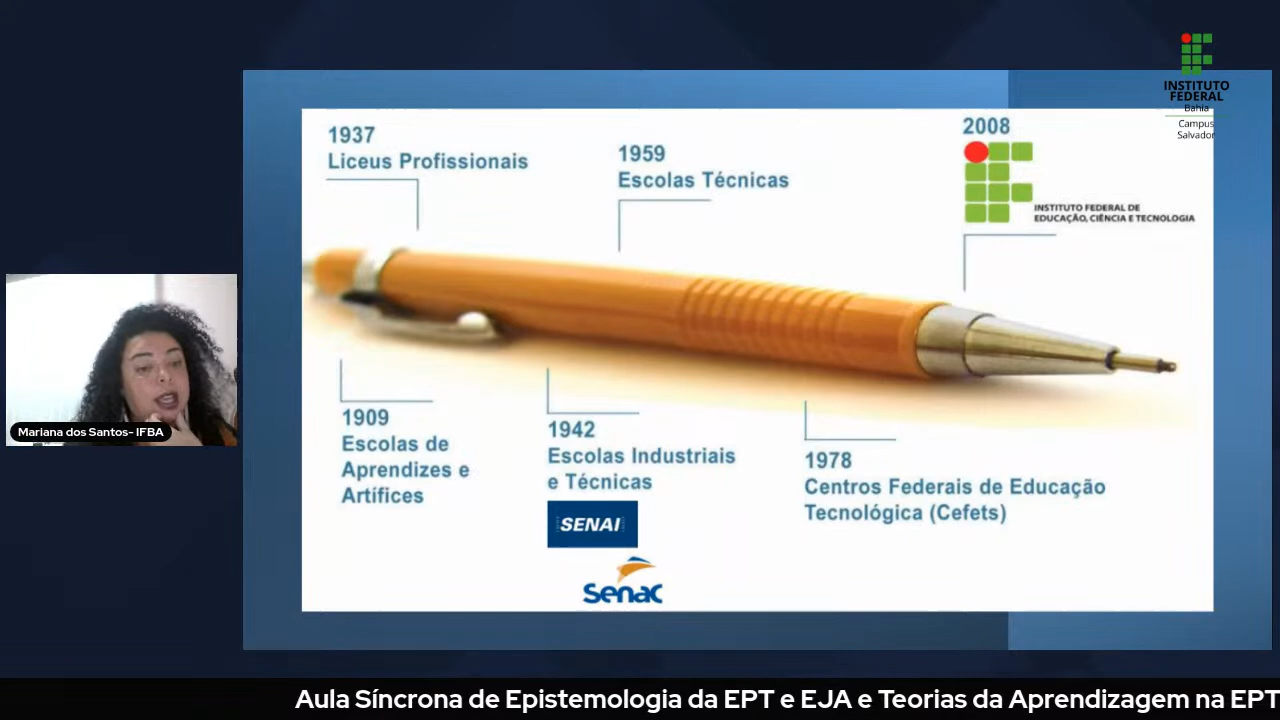 INSTITUTO
FEDERAL
Bahia
Campus
Salvador
1937
Liceus Profissionais
1959
Escolas Técnicas
2008
INSTITUTO FEDERAL DE
EDUCAÇÃO, CIÊNCIA E TECNOLOGIA
1909
Escolas de
Aprendizes e
Artífices
1942
Escolas Industriais
e Técnicas
SENAI
Senac
1978
Centros Federais de Educação
Tecnológica (Cefets)
Mariana dos Santos- IFBA
Aula Síncrona de Epistemologia da EPT e EJA e Teorias da Aprendizagem na EPT